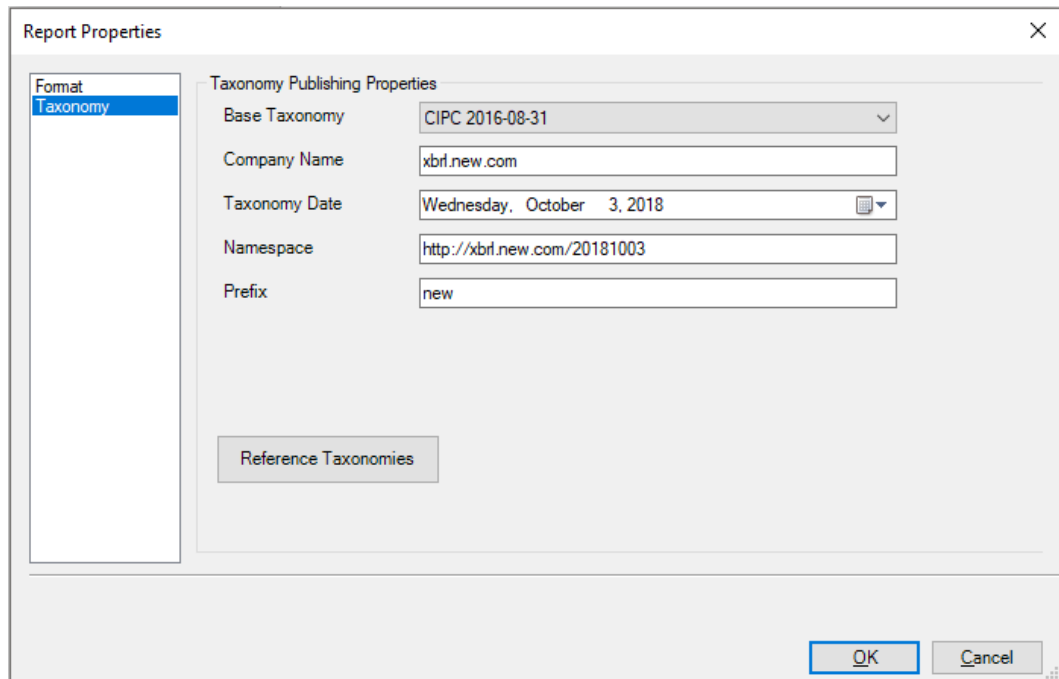 Report Properties
Format
Taxonomy
Taxonomy Publishing Properties
Base Taxonomy CIPC 2016-08-31
Company Name xbrl.new.com
Taxonomy Date Wednesday, October 3, 2018
Namespace http://xbrl.new.com/20181003
Prefix new
Reference Taxonomies
OK Cancel